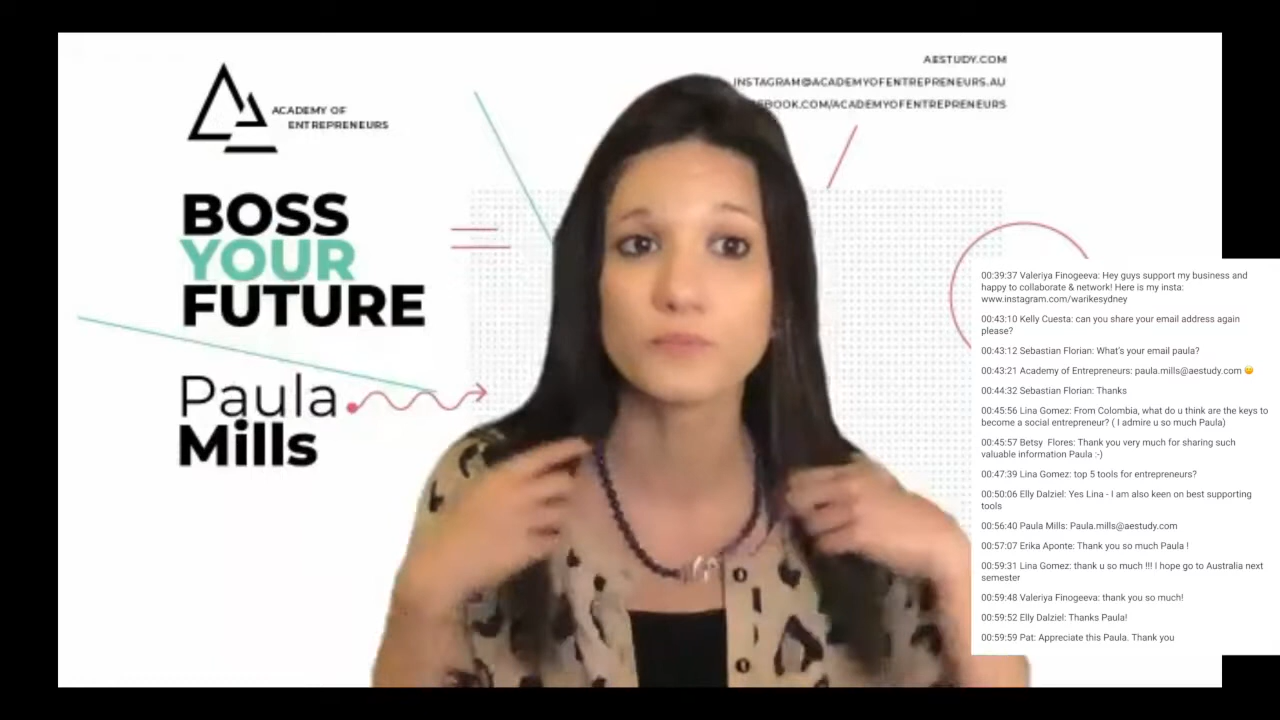 ACADEMY OF
ENTREPRENEURS
AESTUDY.COM
INSTAGRAM@ACADEMYOFENTREPRENEURS.AU
BOOK.COM/ACADEMYOFENTREPRENEURS
BOSS
YOUR
FUTURE
Paula
Mills
00:39:37 Valeriya Finogeeva: Hey guys support my business and
happy to collaborate & network! Here is my insta:
www.instagram.com/warikesydney
00:43:10 Kelly Cuesta: can you share your email address again
please?
00:43:12 Sebastian Florian: What's your email paula?
00:43:21 Academy of Entrepreneurs: paula.mills@aestudy.com 🙂
00:44:32 Sebastian Florian: Thanks
00:45:56 Lina Gomez: From Colombia, what do u think are the keys to
become a social entrepreneur? ( I admire u so much Paula)
00:45:57 Betsy Flores: Thank you very much for sharing such
valuable information Paula :-)
00:47:39 Lina Gomez: top 5 tools for entrepreneurs?
00:50:06 Elly Dalziel: Yes Lina - I am also keen on best supporting
tools
00:56:40 Paula Mills: Paula.mills@aestudy.com
00:57:07 Erika Aponte: Thank you so much Paula !
00:59:31 Lina Gomez: thank u so much !!! I hope go to Australia next
semester
00:59:48 Valeriya Finogeeva: thank you so much!
00:59:52 Elly Dalziel: Thanks Paula!
00:59:59 Pat: Appreciate this Paula. Thank you